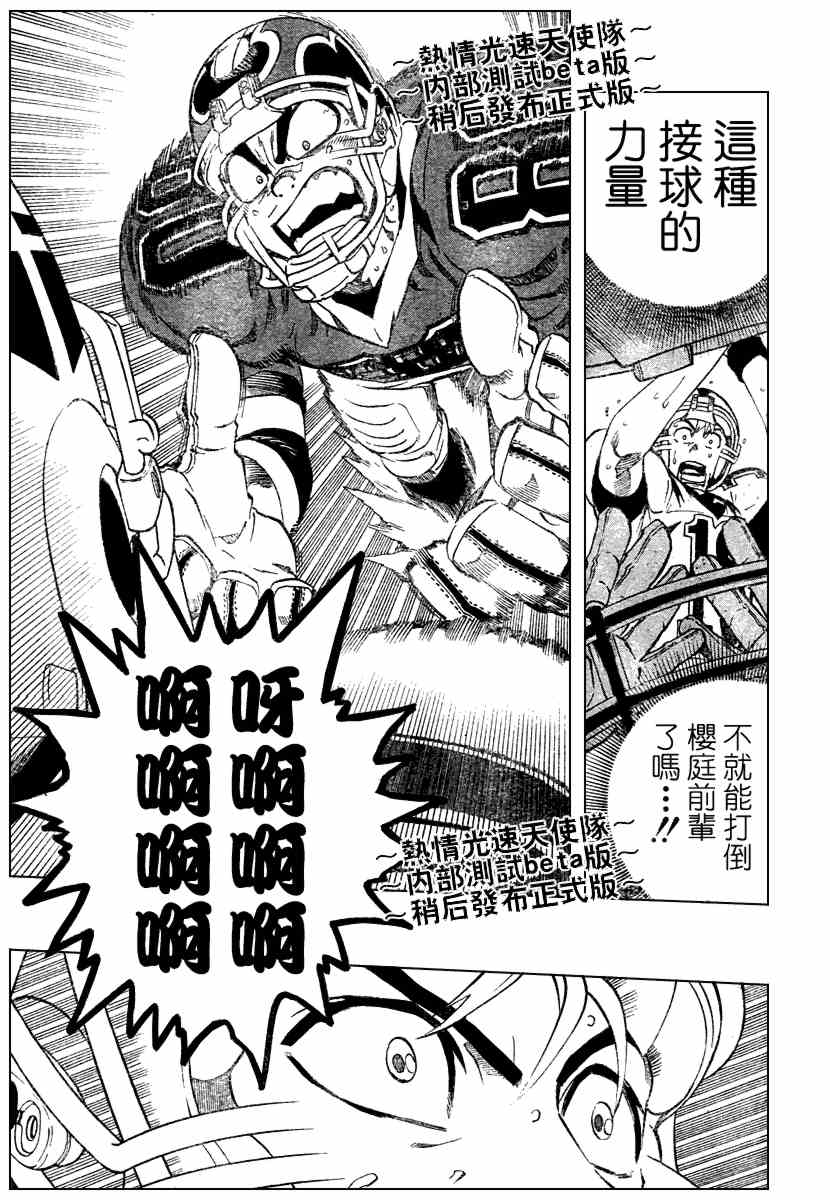 這種
接球的
力量
不就能打倒
櫻庭前輩
了嗎…!!
呀啊啊啊
啊啊啊啊
～熱情光速天使隊～
～內部測試beta版～
～稍后發布正式版～
～熱情光速天使隊～
～內部測試beta版～
～稍后發布正式版～
8
1